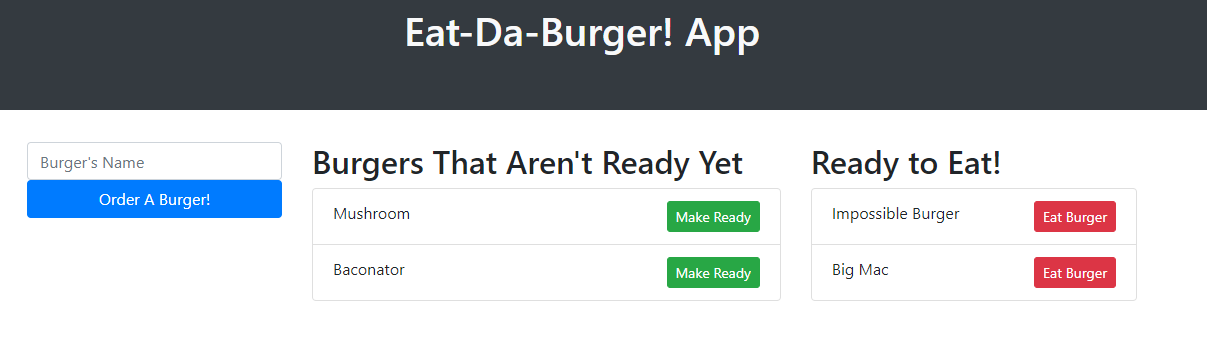 Eat-Da-Burger! App
Burger's Name
Order A Burger!
Burgers That Aren't Ready Yet
Mushroom
Make Ready
Baconator
Make Ready
Ready to Eat!
Impossible Burger
Eat Burger
Big Mac
Eat Burger